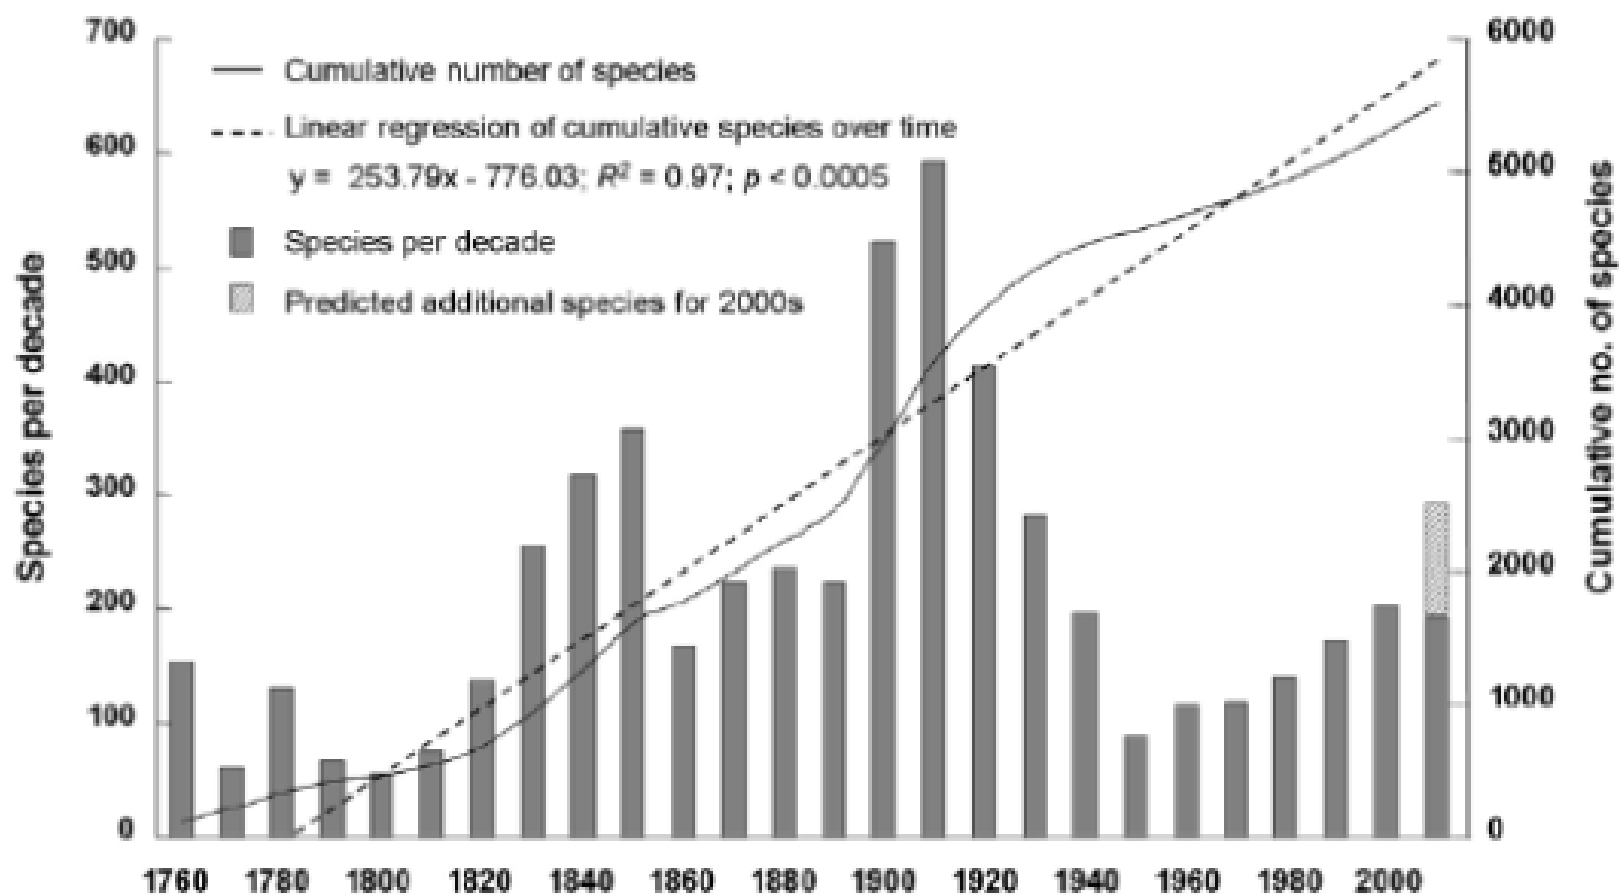 700
600
500
400
300
200
100
0
Species per decade
Cumulative number of species
Linear regression of cumulative species over time
y = 253.79x - 776.03; R² = 0.97; p < 0.0005
Species per decade
Predicted additional species for 2000s
6000
5000
4000
3000
2000
1000
0
Cumulative no. of species
1760 1780 1800 1820 1840 1860 1880 1900 1920 1940 1960 1980 2000